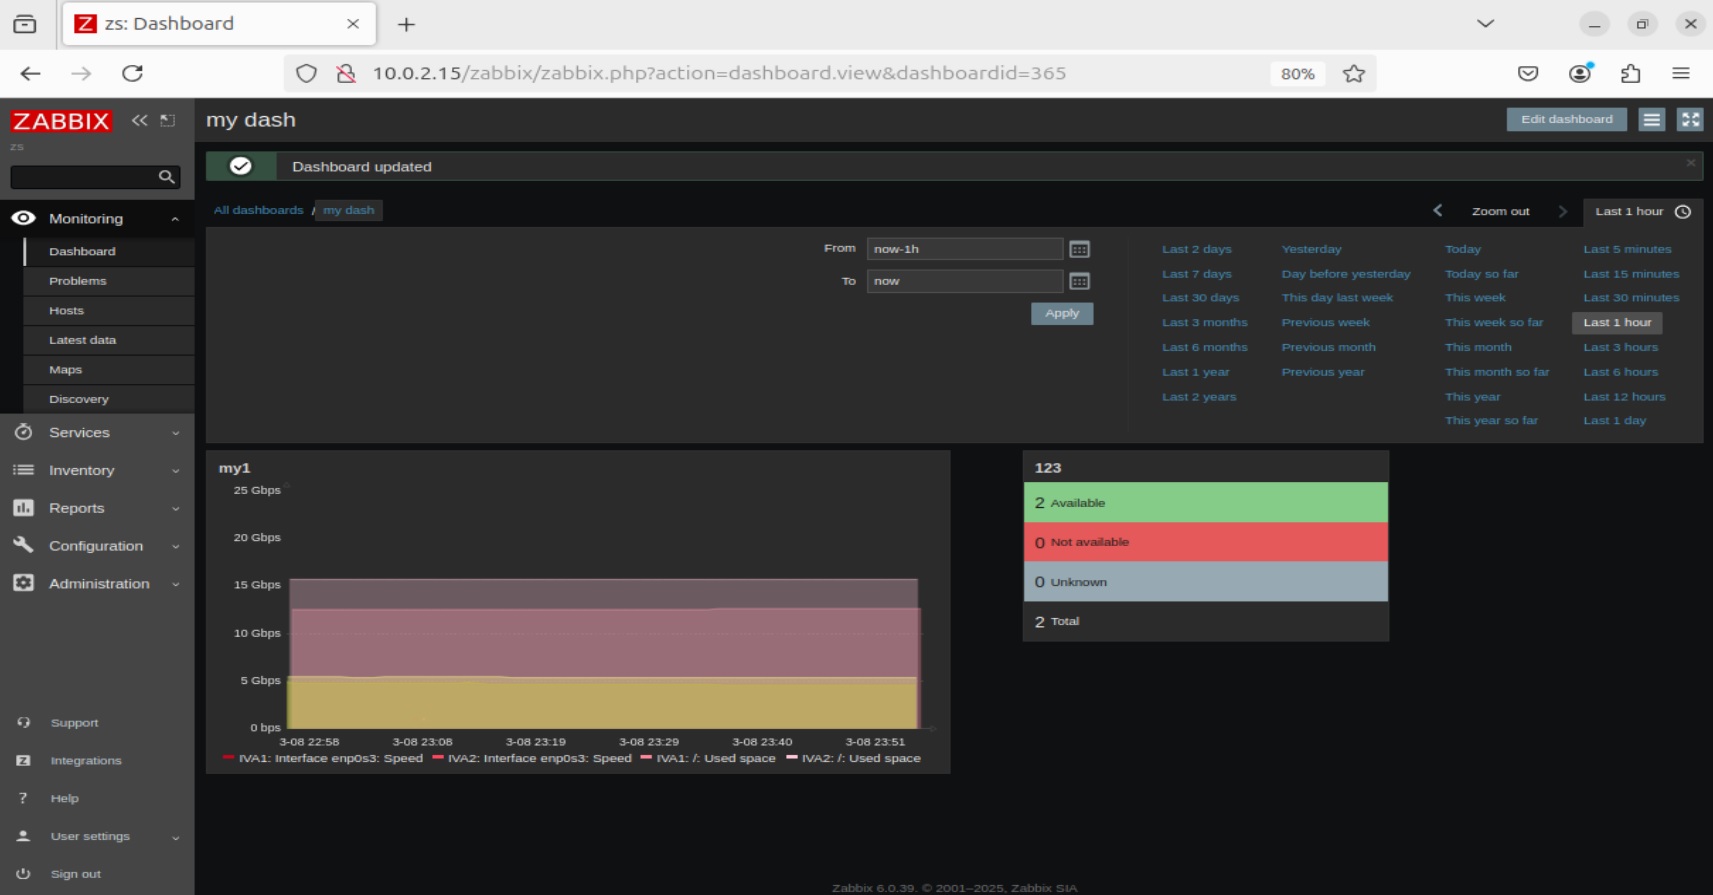 zs: Dashboard
10.0.2.15/zabbix/zabbix.php?action=dashboard.view&dashboardid=365
80%
ZABBIX
zs
my dash
Edit dashboard
Dashboard updated
Monitoring
Dashboard
Problems
Hosts
Latest data
Maps
Discovery
Services
Inventory
Reports
Configuration
Administration
Support
Integrations
Help
User settings
Sign out
All dashboards / my dash
Zoom out
Last 1 hour
From now-1h
To now
Apply
Last 2 days Yesterday Today Last 5 minutes
Last 7 days Day before yesterday Today so far Last 15 minutes
Last 30 days This day last week This week Last 30 minutes
Last 3 months Previous week This week so far Last 1 hour
Last 6 months Previous month This month Last 3 hours
Last 1 year Previous year This month so far Last 6 hours
Last 2 years This year Last 12 hours
This year so far Last 1 day
my1
25 Gbps
20 Gbps
15 Gbps
10 Gbps
5 Gbps
0 bps
3-08 22:58 3-08 23:08 3-08 23:19 3-08 23:29 3-08 23:40 3-08 23:51
IVA1: Interface enp0s3: Speed IVA2: Interface enp0s3: Speed IVA1: /: Used space IVA2: /: Used space
123
2 Available
0 Not available
0 Unknown
2 Total
Zabbix 6.0.39. © 2001–2025, Zabbix SIA